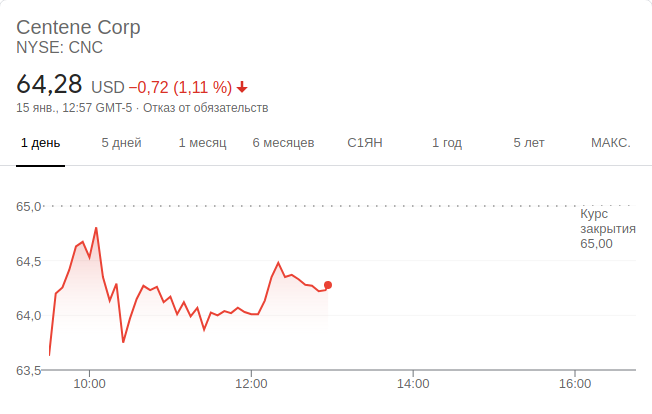 Centene Corp
NYSE: CNC
64,28 USD −0,72 (1,11 %)
15 янв., 12:57 GMT-5 · Отказ от обязательств
1 день 5 дней 1 месяц 6 месяцев С1ЯН 1 год 5 лет МАКС.
65,0
Курс
закрытия
65,00
64,5
64,0
63,5
10:00 12:00 14:00 16:00